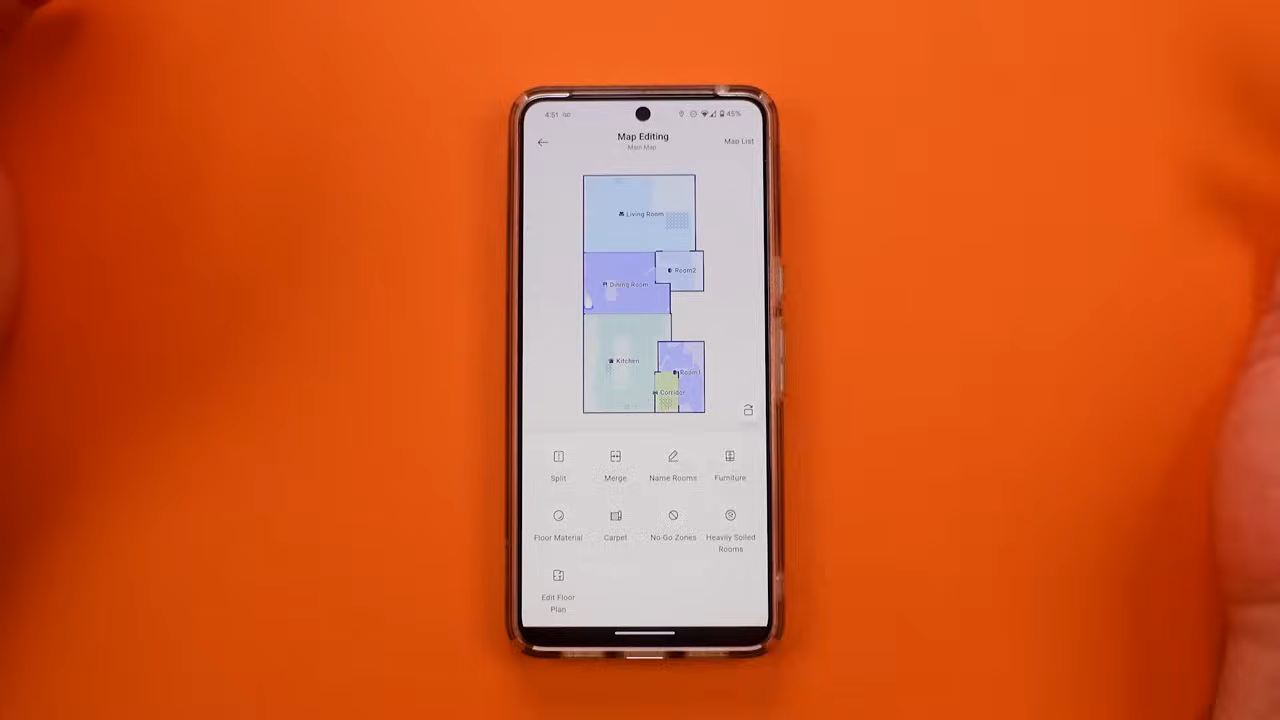 4:51
45%
Map Editing
Map List
Main Map
Living Room
Room2
Dining Room
Kitchen
Room1
Corridor
Split
Merge
Name Rooms
Furniture
Floor Material
Carpet
No-Go Zones
Heavily Soiled
Rooms
Edit Floor
Plan